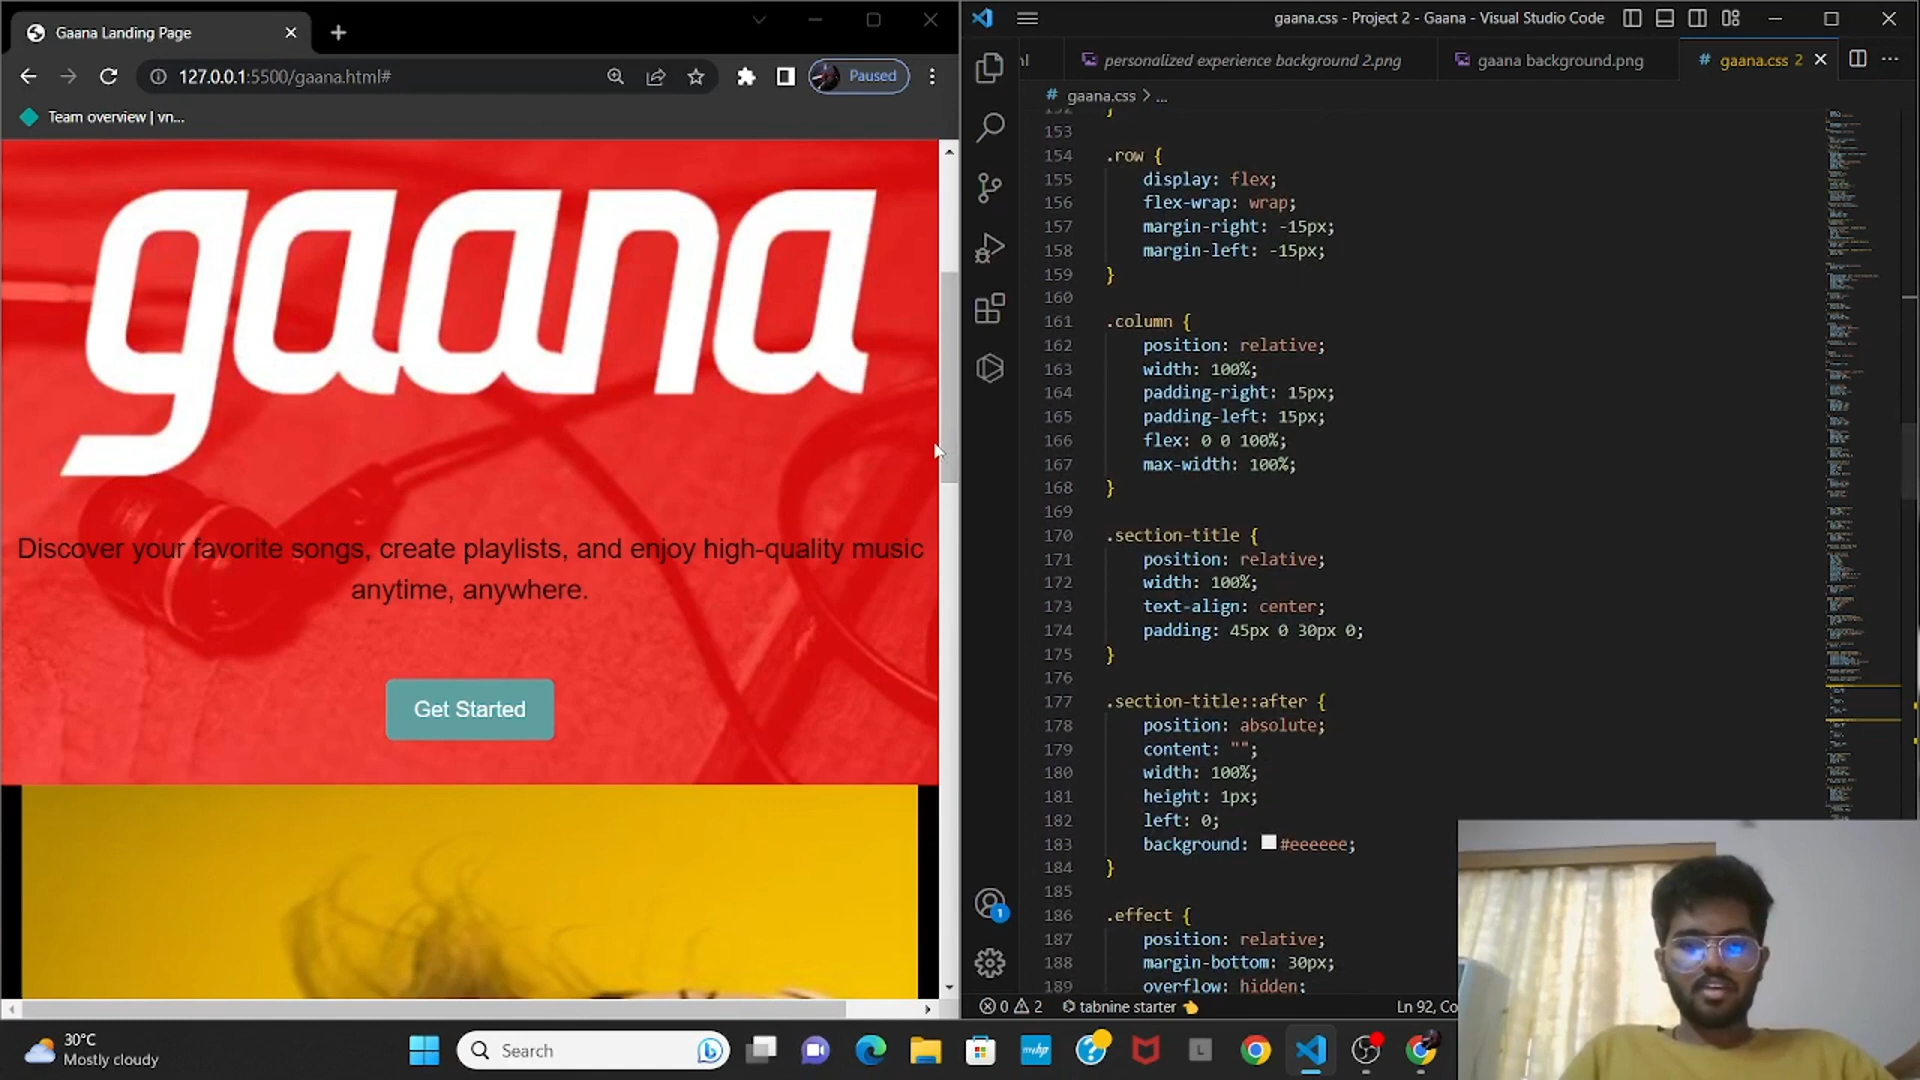 Gaana Landing Page
127.0.0.1:5500/gaana.html#
Paused
Team overview | vn...
gaana
Discover your favorite songs, create playlists, and enjoy high-quality music
anytime, anywhere.
Get Started
gaana.css - Project 2 - Gaana - Visual Studio Code
personalized experience background 2.png
gaana background.png
# gaana.css 2
# gaana.css > ...
152 }
153
154 .row {
155 display: flex;
156 flex-wrap: wrap;
157 margin-right: -15px;
158 margin-left: -15px;
159 }
160
161 .column {
162 position: relative;
163 width: 100%;
164 padding-right: 15px;
165 padding-left: 15px;
166 flex: 0 0 100%;
167 max-width: 100%;
168 }
169
170 .section-title {
171 position: relative;
172 width: 100%;
173 text-align: center;
174 padding: 45px 0 30px 0;
175 }
176
177 .section-title::after {
178 position: absolute;
179 content: "";
180 width: 100%;
181 height: 1px;
182 left: 0;
183 background: #eeeeee;
184 }
185
186 .effect {
187 position: relative;
188 margin-bottom: 30px;
189 overflow: hidden;
1
0 2 tabnine starter
Ln 92, Co
30°C
Mostly cloudy
Search
myhp
L